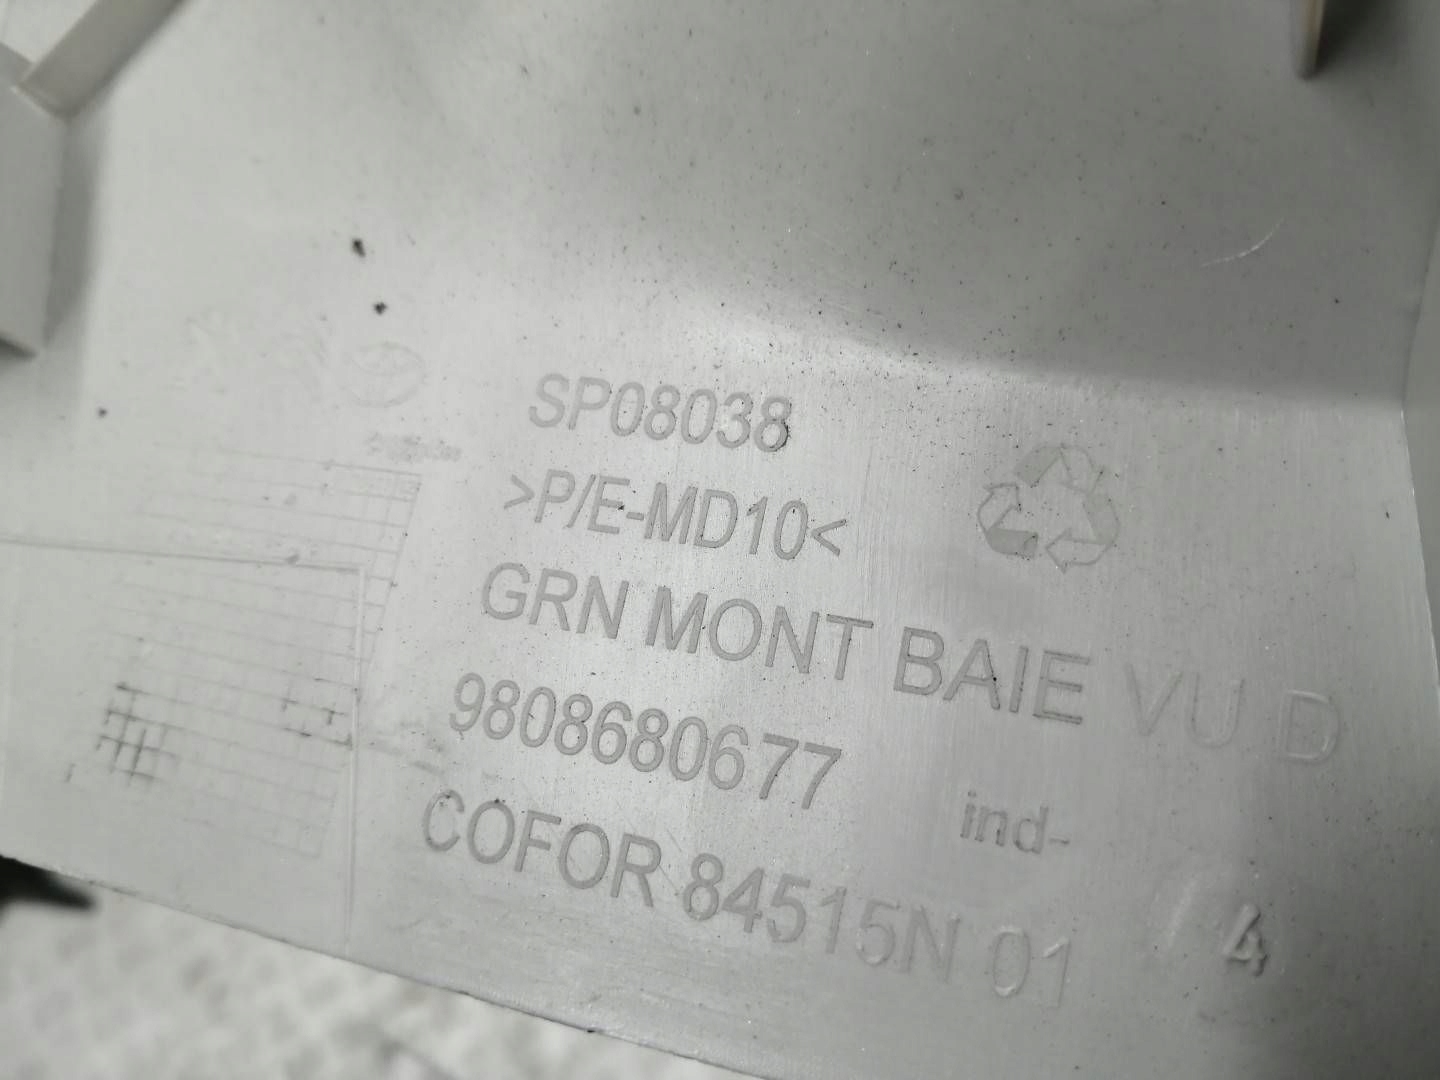 SP08038
>P/E-MD10<
GRN MONT BAIE VU D
9808680677
ind-
4
COFOR 84515N 01